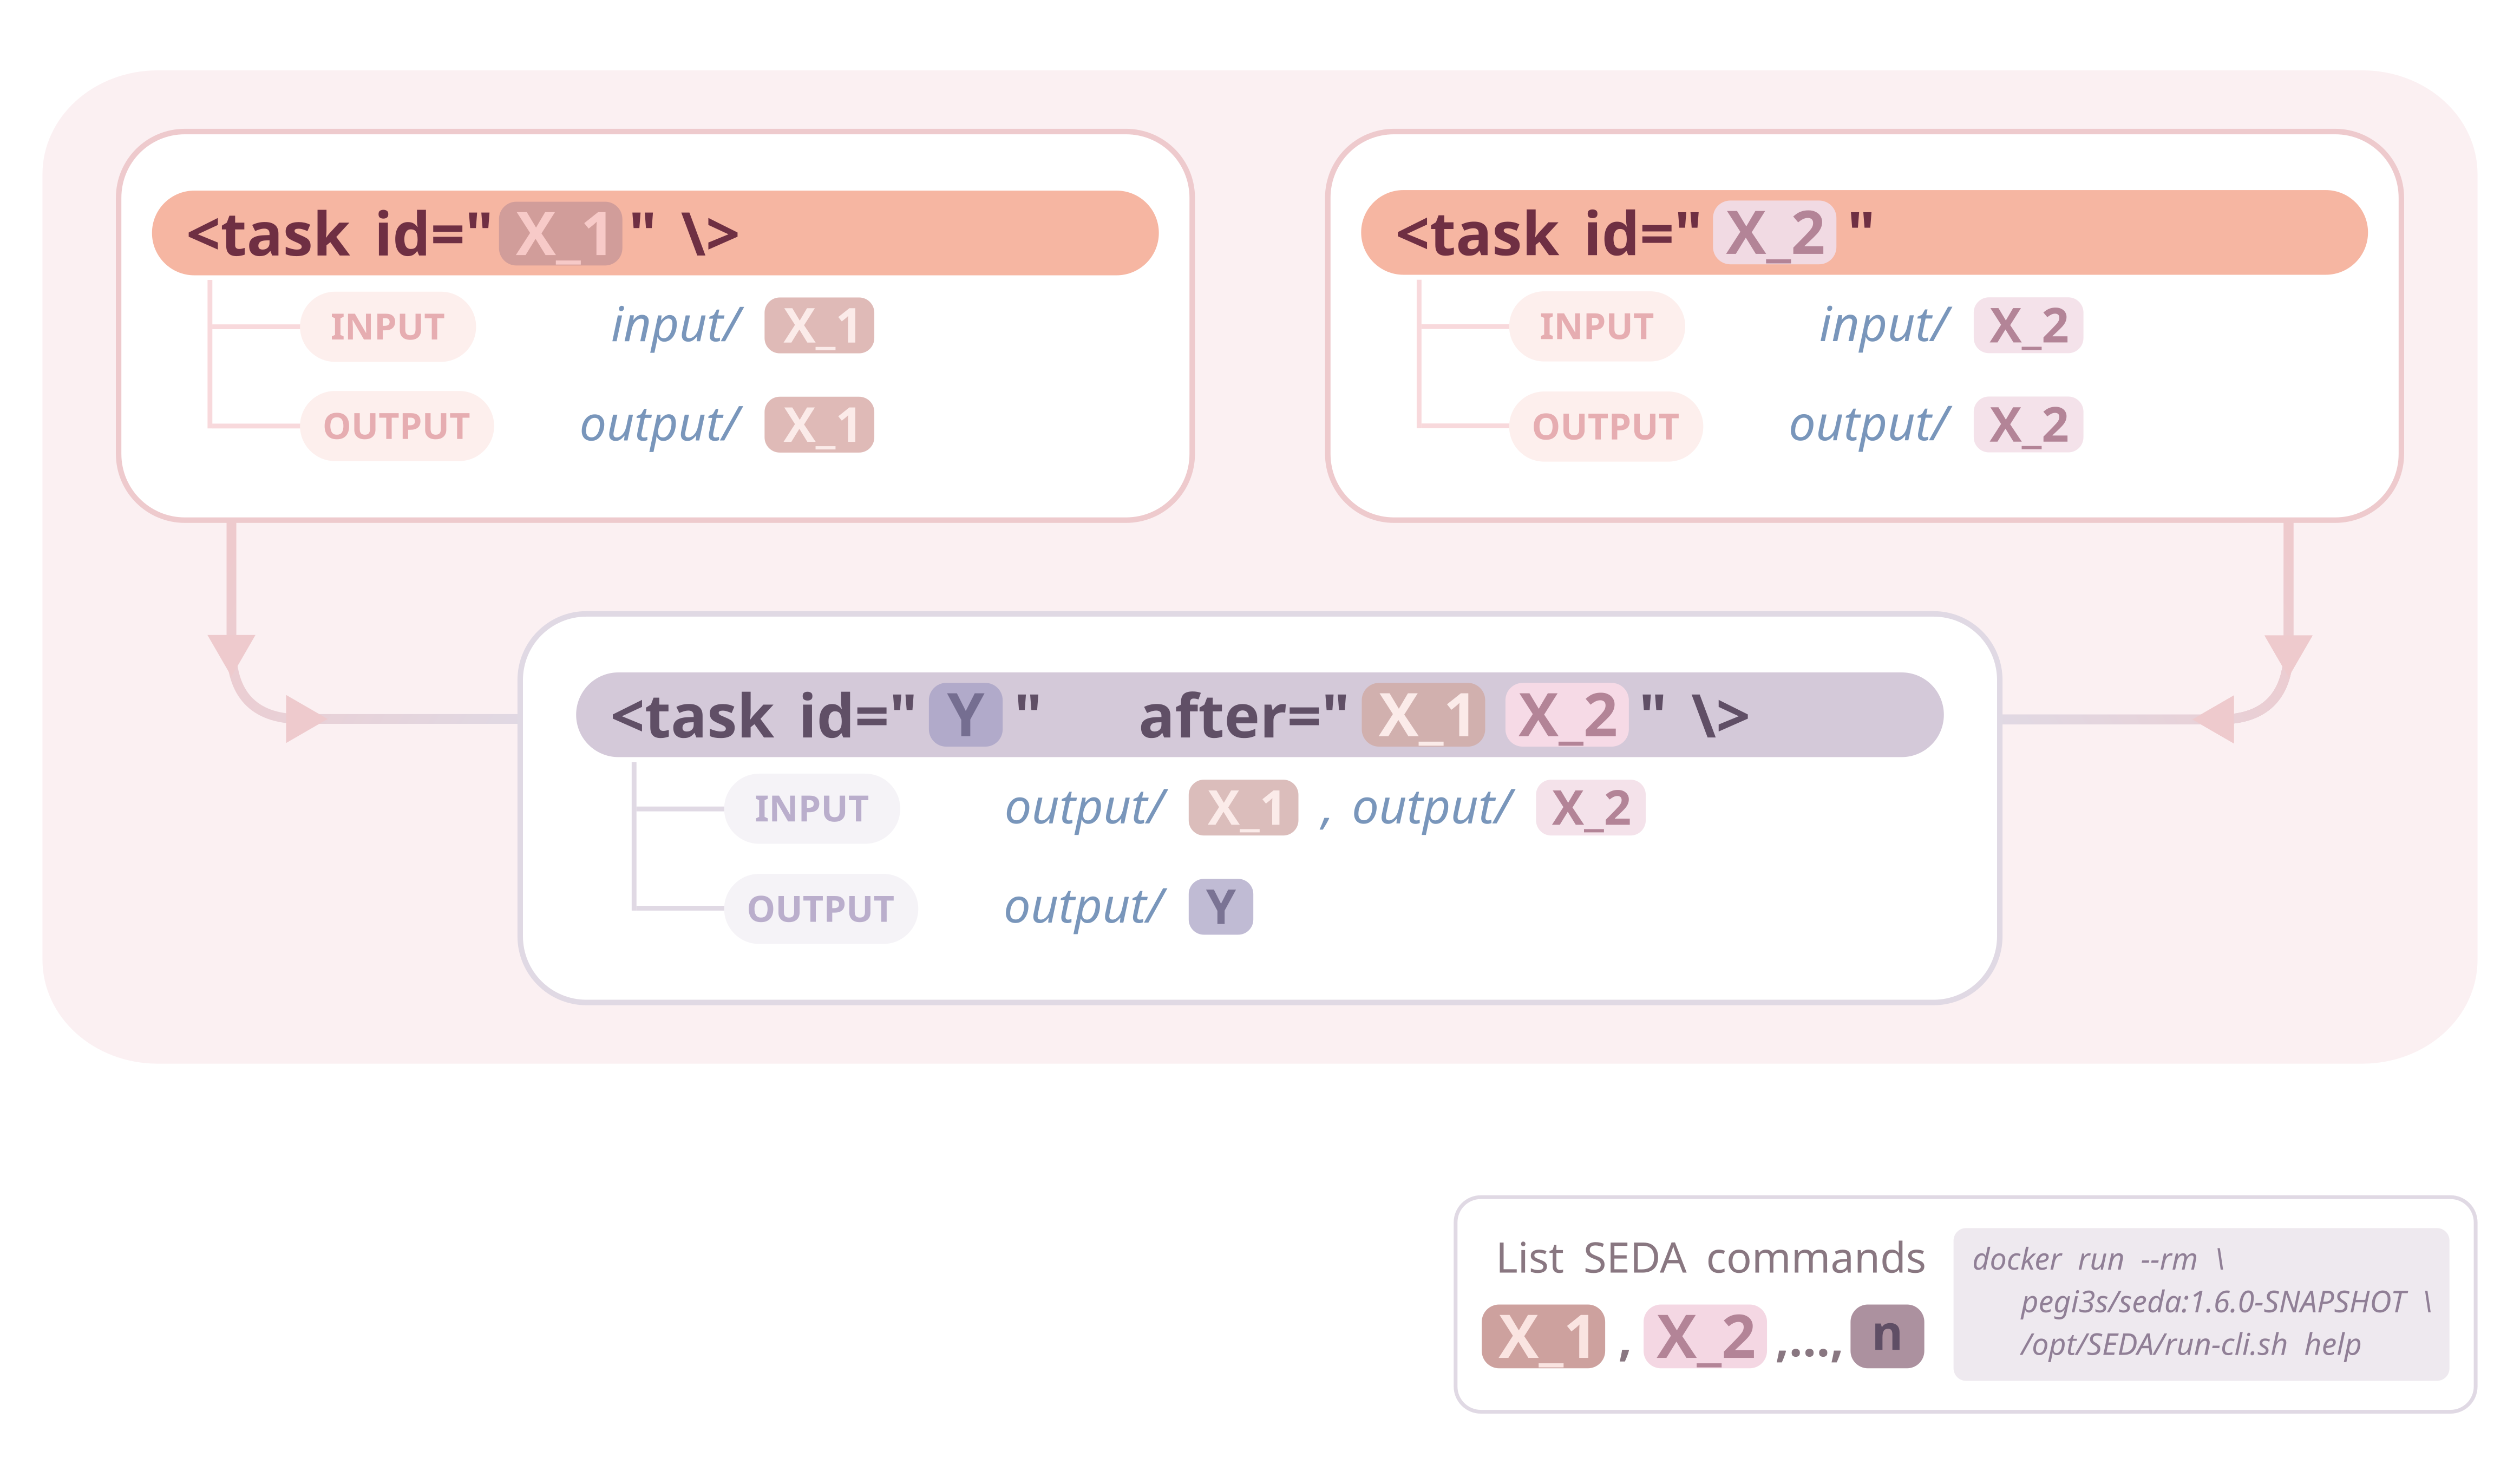 <task id="X_1" \>
INPUT input/ X_1
OUTPUT output/ X_1
<task id="X_2"
INPUT input/ X_2
OUTPUT output/ X_2
<task id="Y" after="X_1 X_2" \>
INPUT output/ X_1 , output/ X_2
OUTPUT output/ Y
List SEDA commands
X_1 , X_2 ,..., n
docker run --rm \
pegi3s/seda:1.6.0-SNAPSHOT \
/opt/SEDA/run-cli.sh help